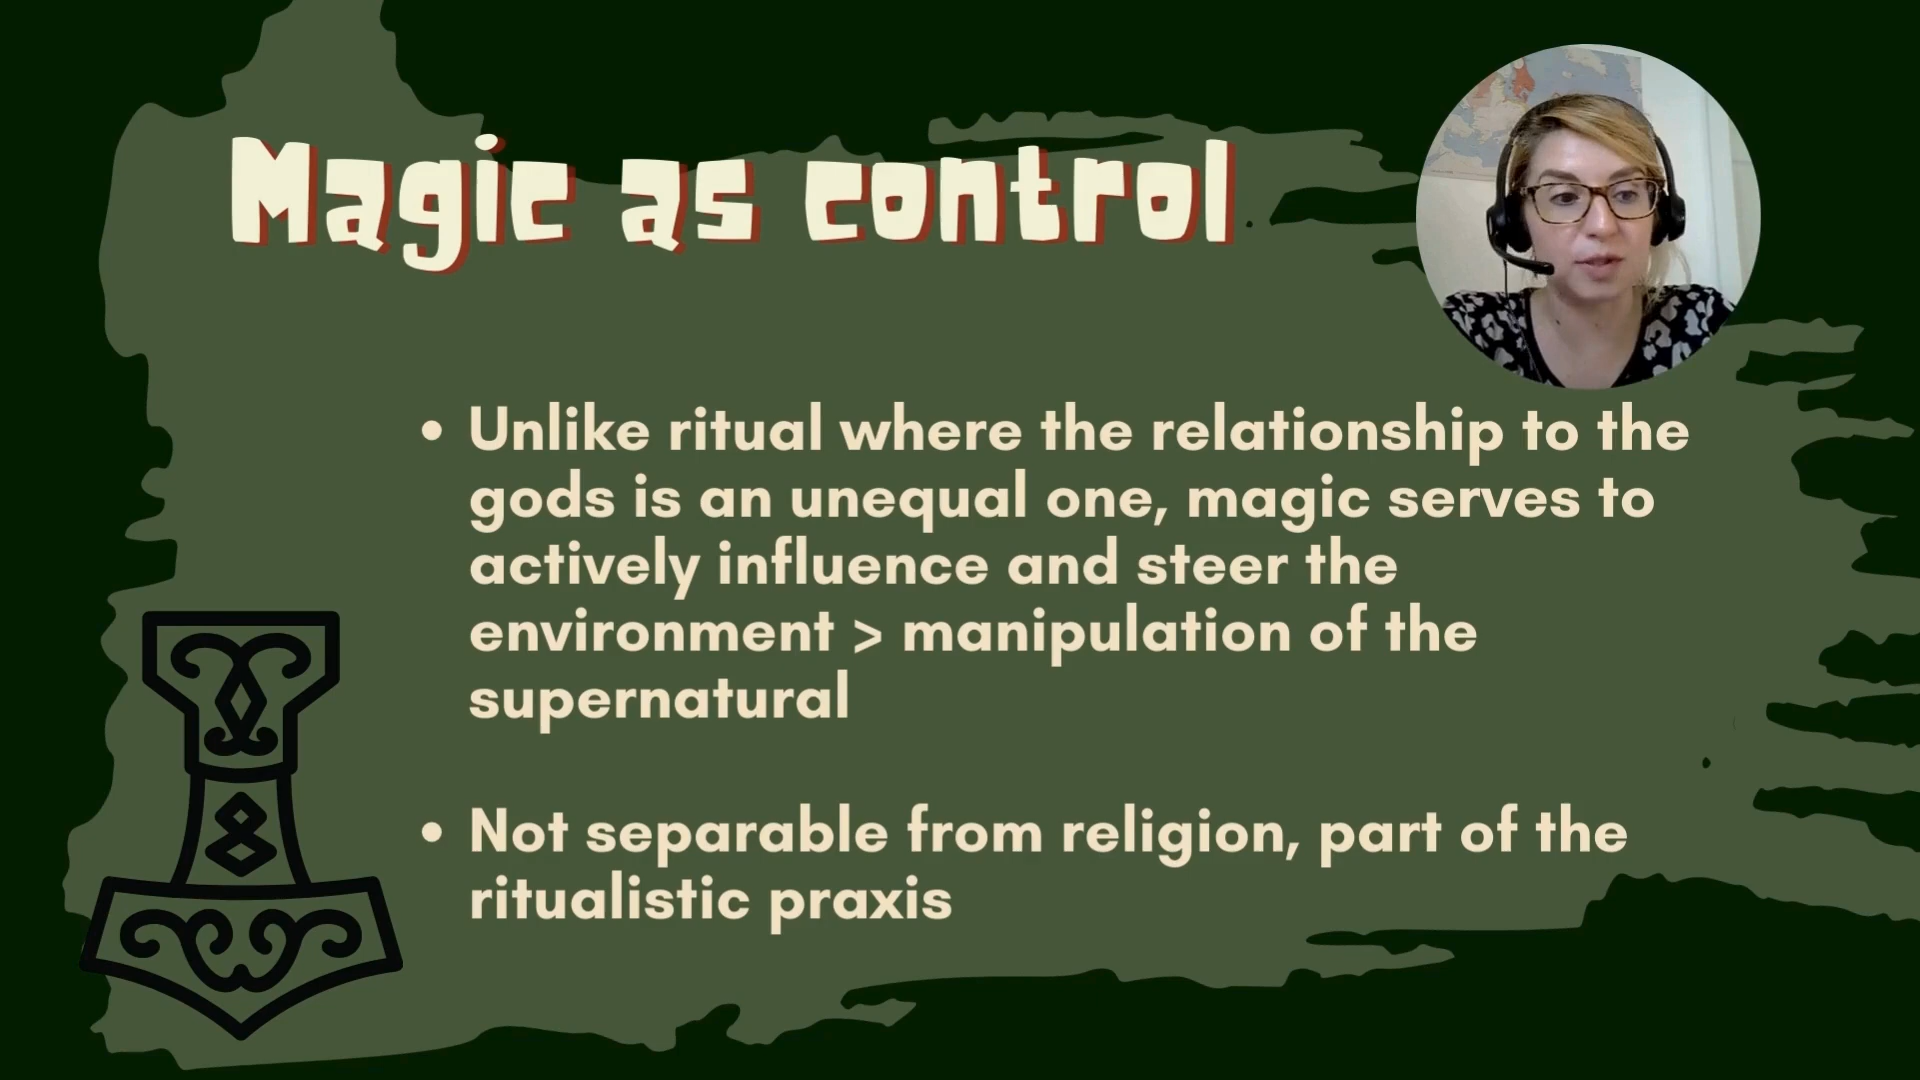 Magic as control
• Unlike ritual where the relationship to the
gods is an unequal one, magic serves to
actively influence and steer the
environment > manipulation of the
supernatural
• Not separable from religion, part of the
ritualistic praxis